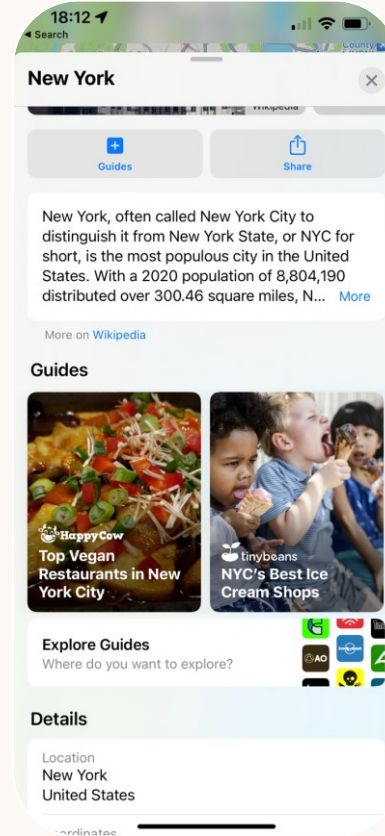 18:12
Search
County
New York
Wikipedia
Guides
Share
New York, often called New York City to
distinguish it from New York State, or NYC for
short, is the most populous city in the United
States. With a 2020 population of 8,804,190
distributed over 300.46 square miles, N... More
More on Wikipedia
Guides
HappyCow
Top Vegan
Restaurants in New
York City
tinybeans
NYC's Best Ice
Cream Shops
Explore Guides
Where do you want to explore?
AO
Details
Location
New York
United States